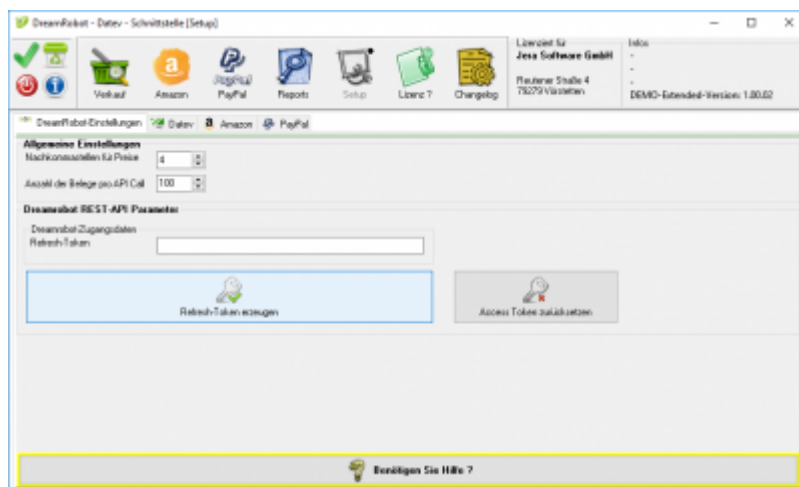 DreamRobot - Datev - Schnittstelle [Setup]
Verkauf
Amazon
PayPal
PayPal
Reports
Setup
Lizenz ?
Changelog
Lizenziert für
Jera Software GmbH
Reutener Straße 4
79279 Vörstetten
Infos
-
-
-
DEMO-Extended-Version: 1.00.02
DreamRobot-Einstellungen
Datev
Amazon
PayPal
Allgemeine Einstellungen
Nachkommastellen für Preise
4
Anzahl der Belege pro API Call
100
Dreamrobot REST-API Parameter
Dreamrobot-Zugangsdaten
Refresh-Token
Refresh-Token erzeugen
Access Token zurücksetzen
Benötigen Sie Hilfe ?